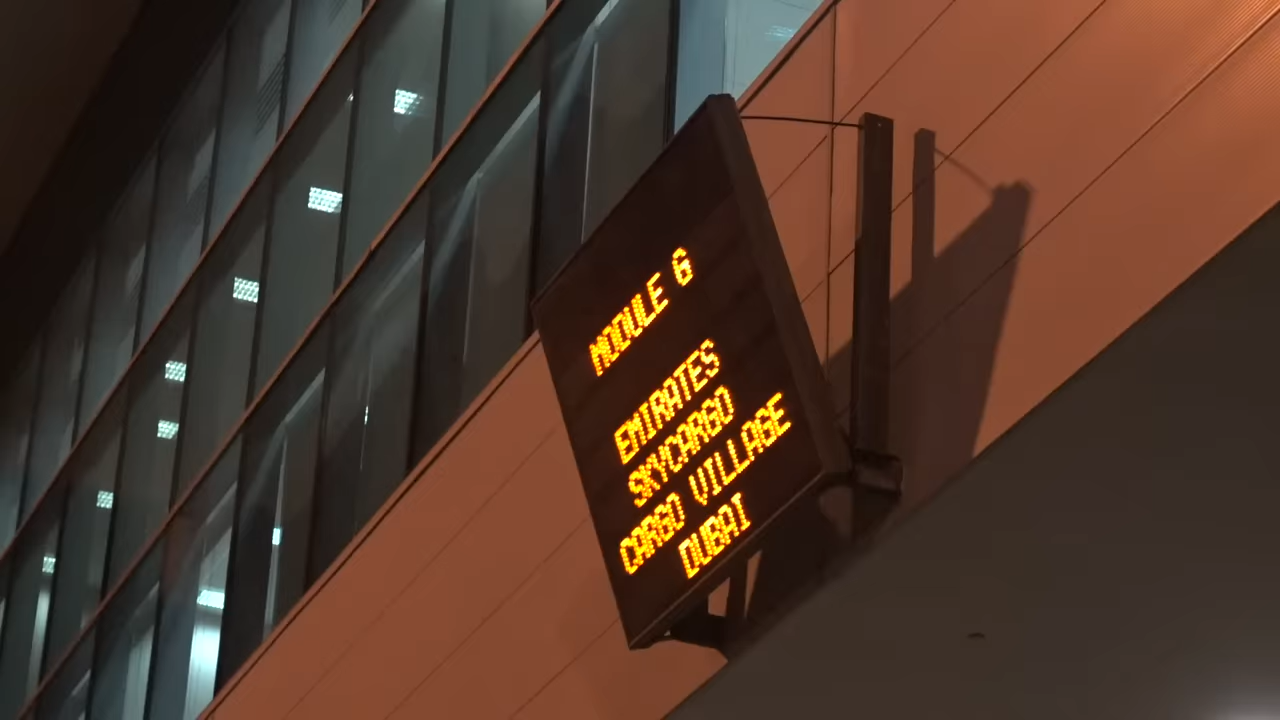 MODULE 6
EMIRATES
SKYCARGO
CARGO VILLAGE
DUBAI